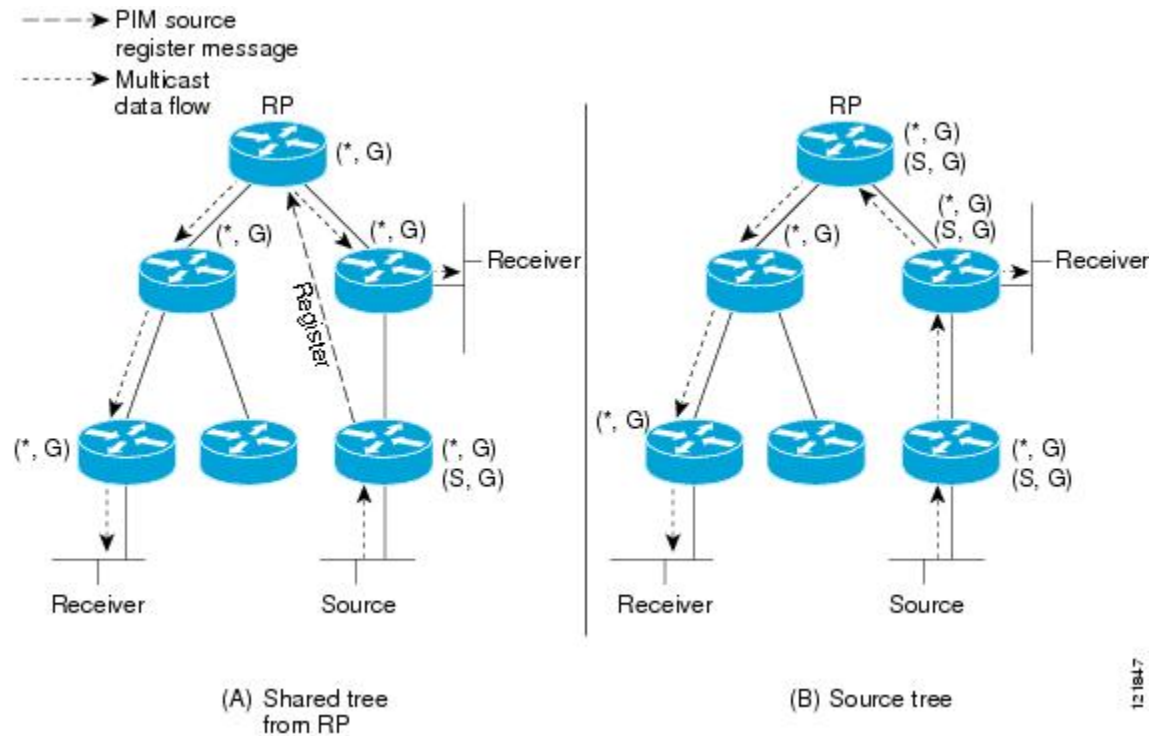 PIM source
register message
Multicast
data flow
RP
(*, G)
(*, G)
(*, G)
Receiver
Register
(*, G)
(*, G)
(S, G)
Receiver
Source
(A) Shared tree
from RP
RP
(*, G)
(S, G)
(*, G)
(S, G)
(*, G)
Receiver
(*, G)
(*, G)
(S, G)
Receiver
Source
(B) Source tree
121847